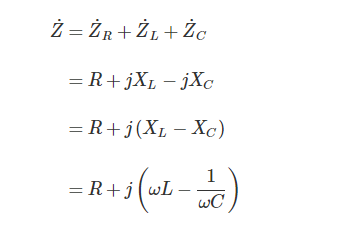 Ż = Ż_R + Ż_L + Ż_C
= R + jX_L − jX_C
= R + j(X_L − X_C)
= R + j(ωL − 1/ωC)